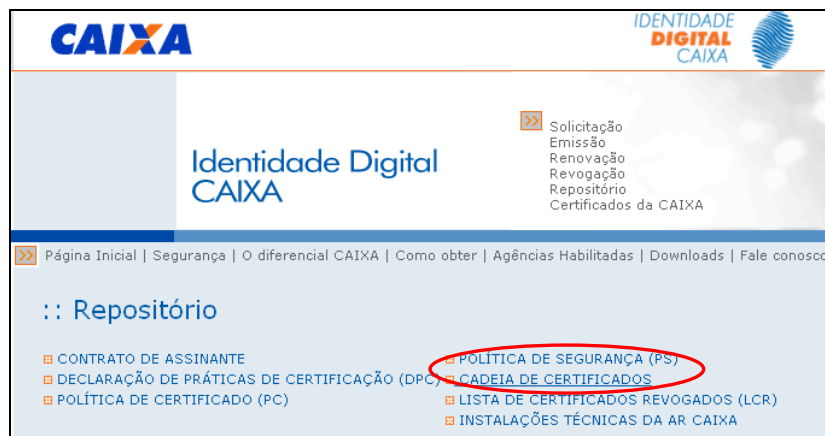 CAIXA
IDENTIDADE
DIGITAL
CAIXA
Identidade Digital
CAIXA
Solicitação
Emissão
Renovação
Revogação
Repositório
Certificados da CAIXA
Página Inicial | Segurança | O diferencial CAIXA | Como obter | Agências Habilitadas | Downloads | Fale conosco
:: Repositório
CONTRATO DE ASSINANTE
DECLARAÇÃO DE PRÁTICAS DE CERTIFICAÇÃO (DPC)
POLÍTICA DE CERTIFICADO (PC)
POLÍTICA DE SEGURANÇA (PS)
CADEIA DE CERTIFICADOS
LISTA DE CERTIFICADOS REVOGADOS (LCR)
INSTALAÇÕES TÉCNICAS DA AR CAIXA